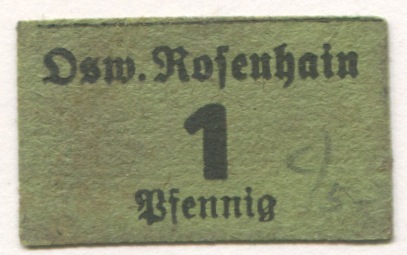 Osw. Rosenhain
1
Pfennig